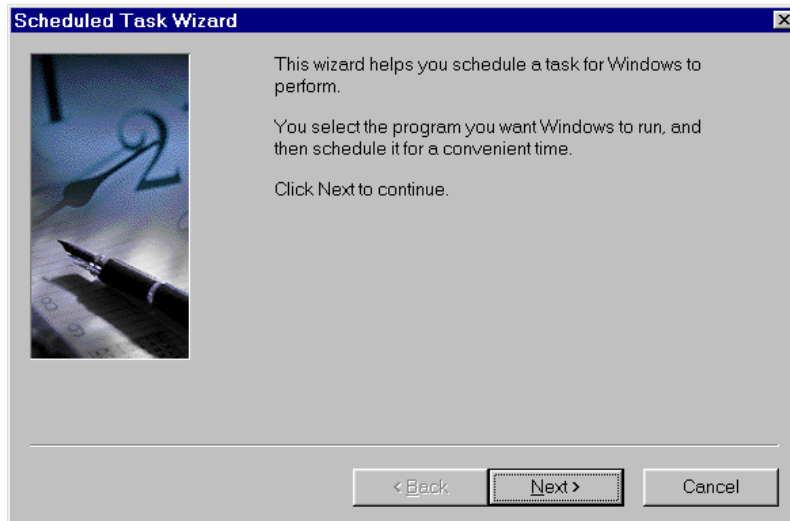 Scheduled Task Wizard
This wizard helps you schedule a task for Windows to
perform.
You select the program you want Windows to run, and
then schedule it for a convenient time.
Click Next to continue.
2
< Back
Next >
Cancel